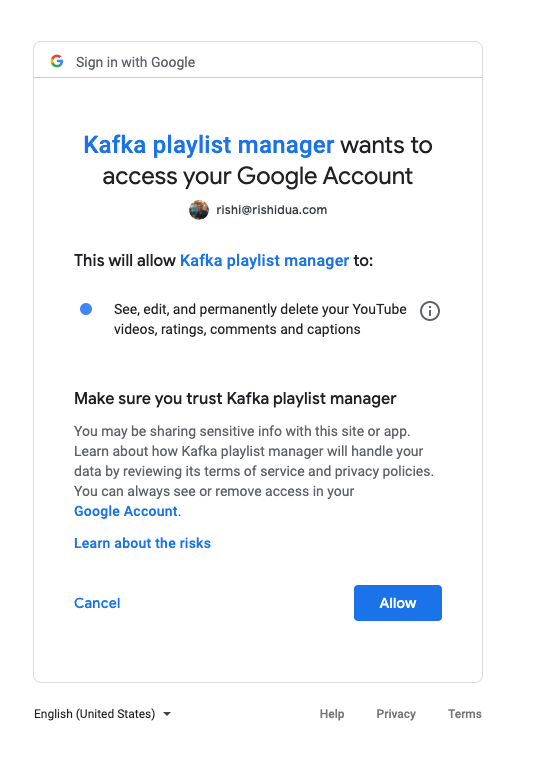 Sign in with Google
Kafka playlist manager wants to
access your Google Account
rishi@rishidua.com
This will allow Kafka playlist manager to:
See, edit, and permanently delete your YouTube
videos, ratings, comments and captions
Make sure you trust Kafka playlist manager
You may be sharing sensitive info with this site or app.
Learn about how Kafka playlist manager will handle your
data by reviewing its terms of service and privacy policies.
You can always see or remove access in your
Google Account.
Learn about the risks
Cancel Allow
English (United States) Help Privacy Terms